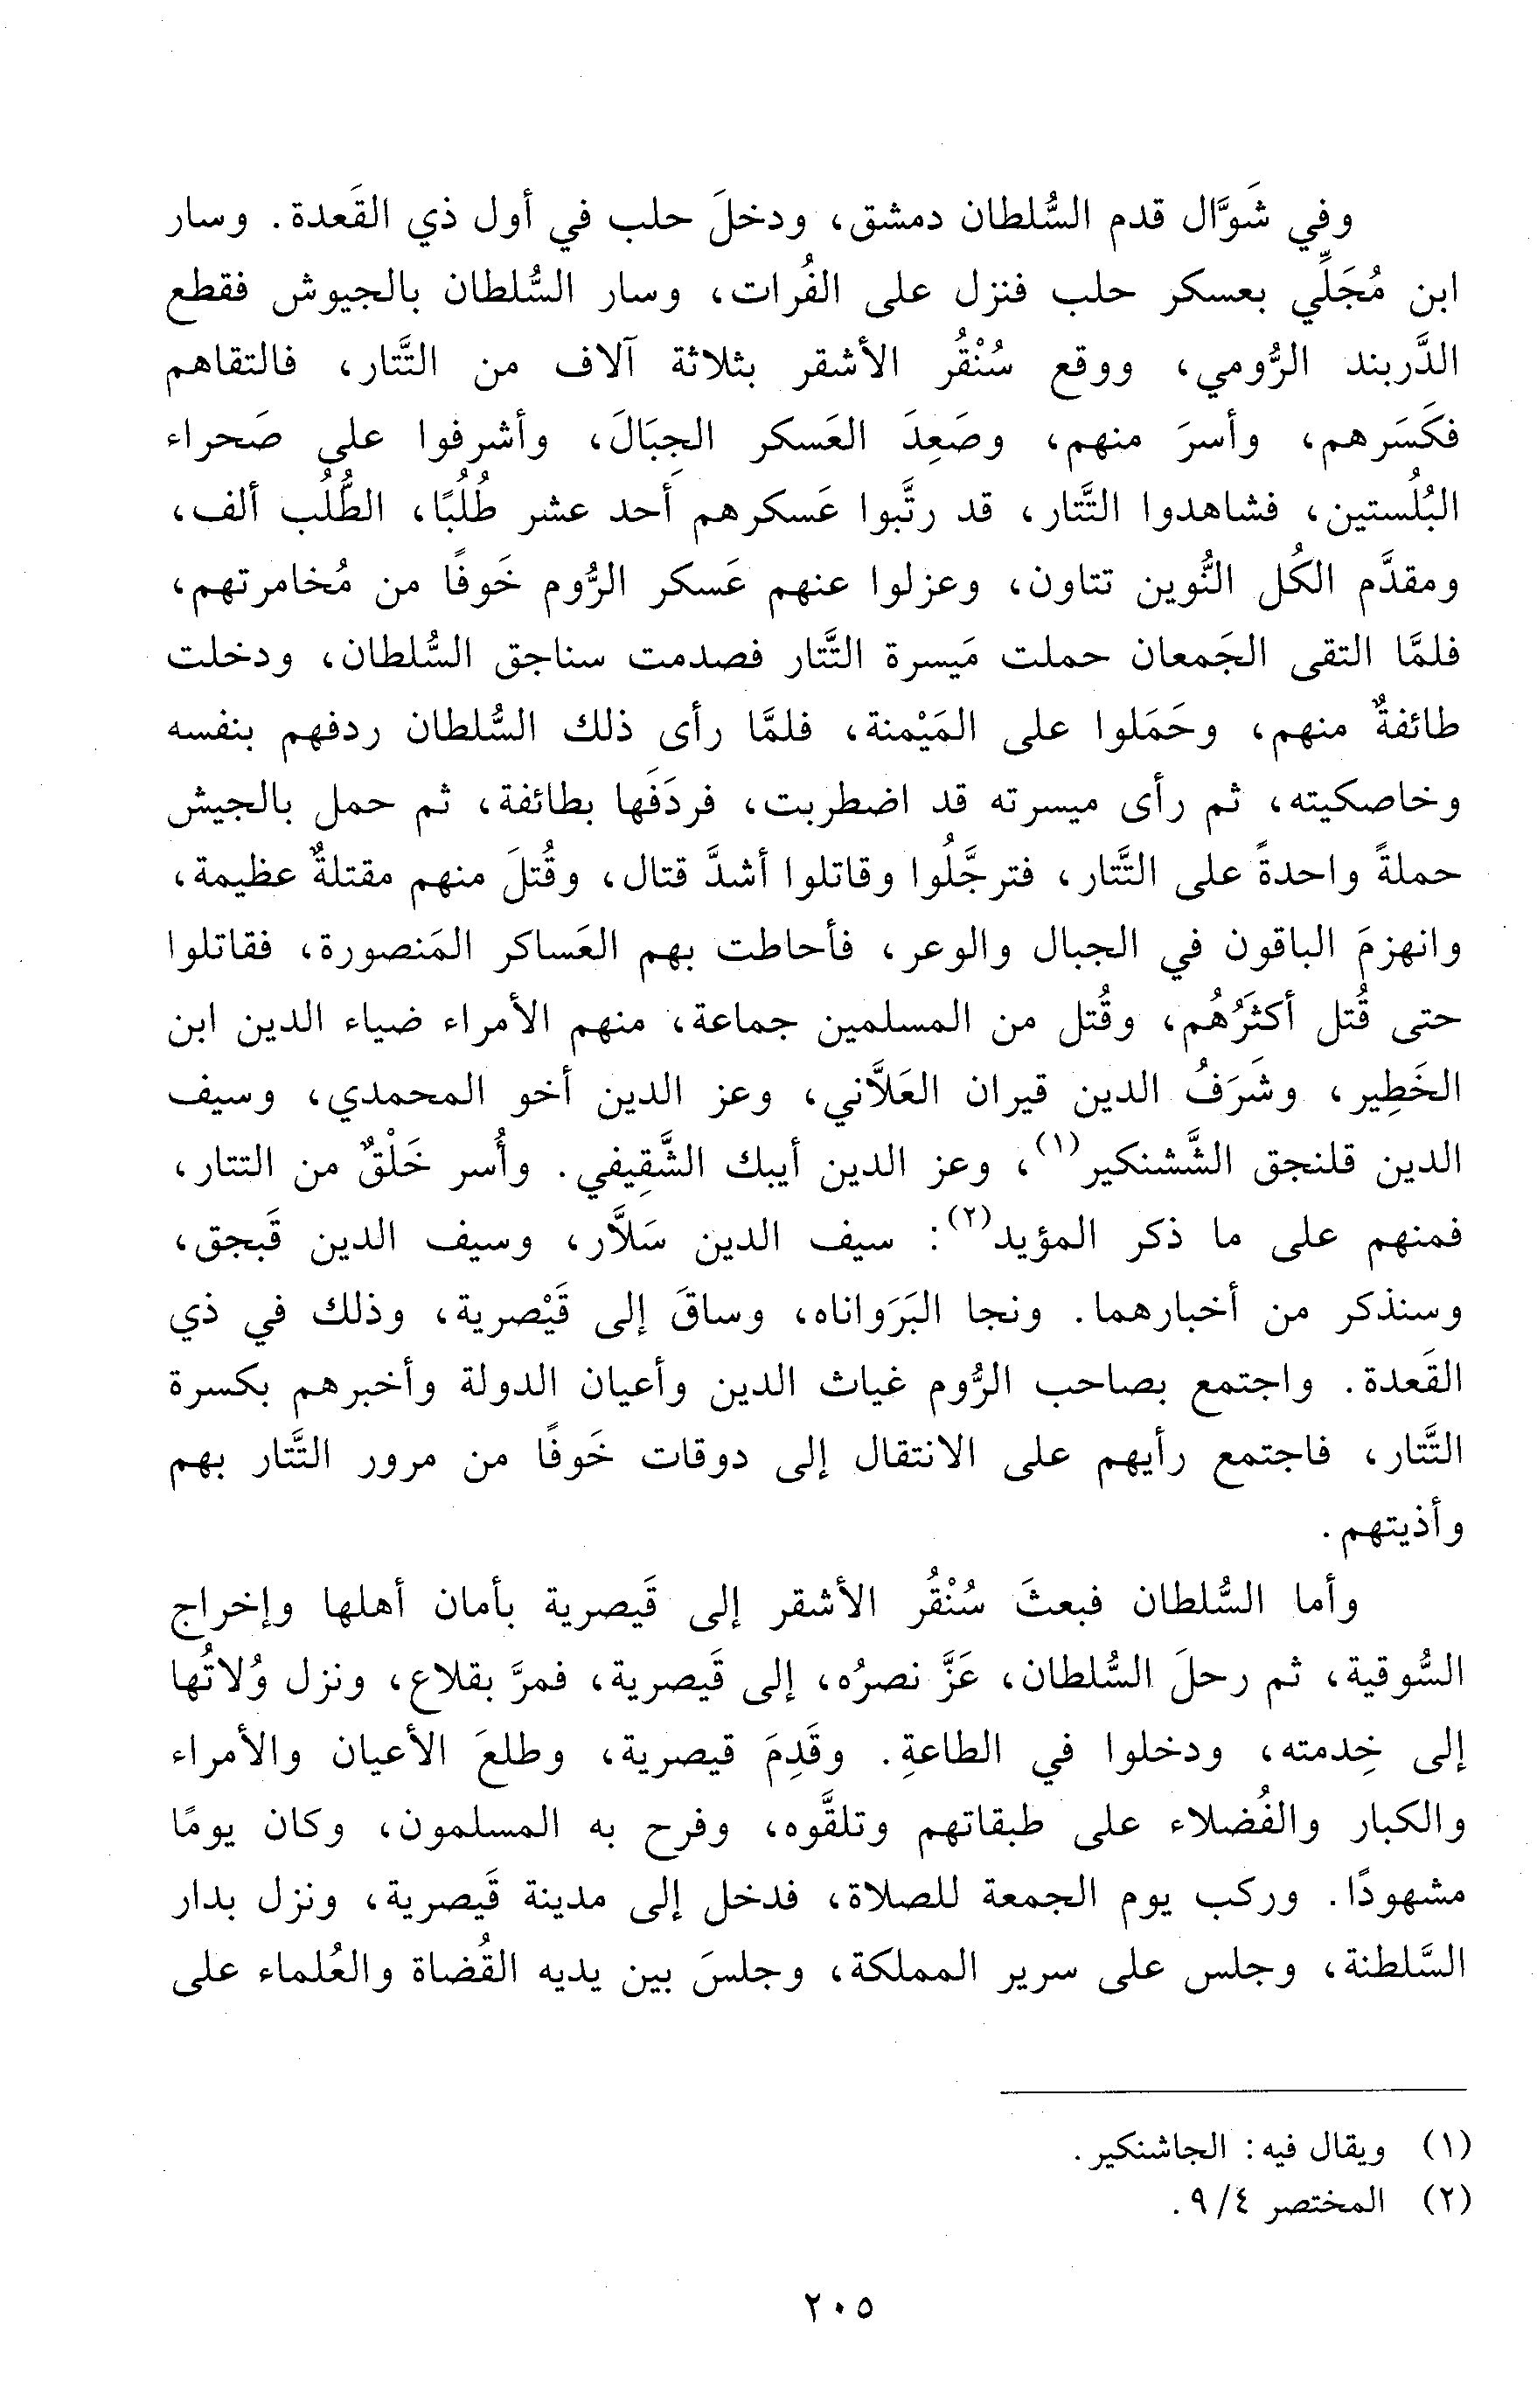 وفي شَوَّال قدم السُّلطان دمشق، ودخلَ حلب في أول ذي القَعدة. وسار
ابن مُجَلِّي بعسكر حلب فنزل على الفُرات، وسار السُّلطان بالجيوش فقطع
الدَّربند الرُّومي، ووقع سُنْقُر الأشقر بثلاثة آلاف من التَّتار، فالتقاهم
فكَسَرهم، وأسرَ منهم، وصَعِدَ العَسكر الجِبَالَ، وأشرفوا على صَحراء
البُلُستين، فشاهدوا التَّتار، قد رتَّبوا عَسكرهم أَحد عشر طُلُبًا، الطُّلُب ألف،
ومقدَّم الكُل النُّوين تتاون، وعزلوا عنهم عَسكر الرُّوم خَوفًا من مُخامرتهم،
فلمَّا التقى الجَمعان حملت مَيسرة التَّتار فصدمت سناجق السُّلطان، ودخلت
طائفةٌ منهم، وحَمَلوا على المَيْمنة، فلمَّا رأى ذلك السُّلطان ردفهم بنفسه
وخاصكيته، ثم رأى ميسرته قد اضطربت، فردَفَها بطائفة، ثم حمل بالجيش
حملةً واحدةً على التَّتار، فترجَّلُوا وقاتلوا أشدَّ قتال، وقُتلَ منهم مقتلةٌ عظيمة،
وانهزمَ الباقون في الجبال والوعر، فأحاطت بهم العَساكر المَنصورة، فقاتلوا
حتى قُتل أكثَرُهُم، وقُتل من المسلمين جماعة، منهم الأمراء ضياء الدين ابن
الخَطِير، وشَرَفُ الدين قيران العَلاَّني، وعز الدين أخو المحمدي، وسيف
الدين قلنجق الشَّشنكير(١)، وعز الدين أيبك الشَّقِيفي. وأُسر خَلْقٌ من التتار،
فمنهم على ما ذكر المؤيد(٢): سيف الدين سَلاَّر، وسيف الدين قَبجق،
وسنذكر من أخبارهما. ونجا البَرَواناه، وساقَ إلى قَيْصرية، وذلك في ذي
القَعدة. واجتمع بصاحب الرُّوم غياث الدين وأعيان الدولة وأخبرهم بكسرة
التَّتار، فاجتمع رأيهم على الانتقال إلى دوقات خَوفًا من مرور التَّتار بهم
وأذيتهم.
وأما السُّلطان فبعثَ سُنْقُر الأشقر إلى قَيصرية بأمان أهلها وإخراج
السُّوقية، ثم رحلَ السُّلطان، عَزَّ نصرُه، إلى قَيصرية، فمرَّ بقلاع، ونزل وُلاتُها
إلى خِدمته، ودخلوا في الطاعةِ. وقَدِمَ قيصرية، وطلعَ الأعيان والأمراء
والكبار والفُضلاء على طبقاتهم وتلقَّوه، وفرح به المسلمون، وكان يومًا
مشهودًا. وركب يوم الجمعة للصلاة، فدخل إلى مدينة قَيصرية، ونزل بدار
السَّلطنة، وجلس على سرير المملكة، وجلسَ بين يديه القُضاة والعُلماء على
(١) ويقال فيه: الجاشنكير.
(٢) المختصر ٤/ ٩.
٢٠٥